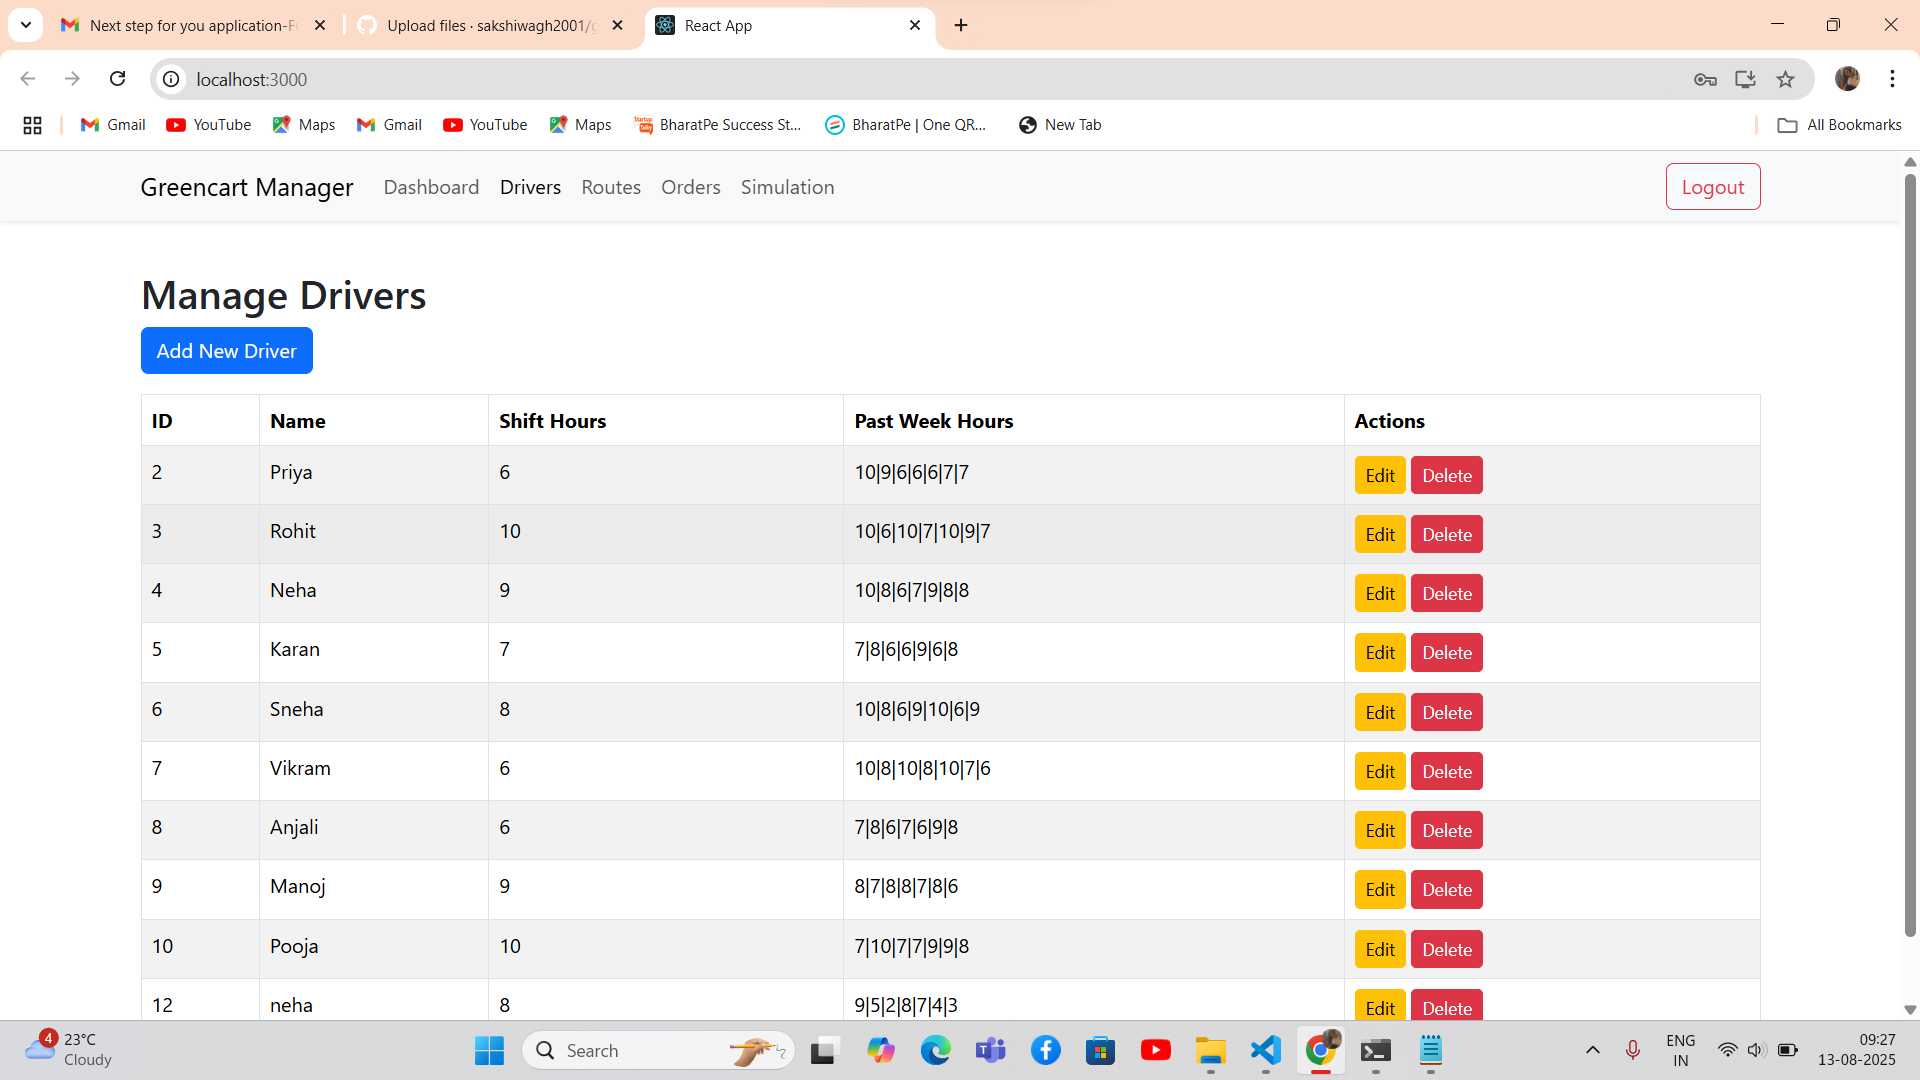 Next step for you application-Fu
Upload files · sakshiwagh2001/g
React App
localhost:3000
Gmail YouTube Maps Gmail YouTube Maps BharatPe Success St... BharatPe | One QR... New Tab All Bookmarks
Greencart Manager Dashboard Drivers Routes Orders Simulation Logout
Manage Drivers
Add New Driver
ID Name Shift Hours Past Week Hours Actions
2 Priya 6 10|9|6|6|6|7|7 Edit Delete
3 Rohit 10 10|6|10|7|10|9|7 Edit Delete
4 Neha 9 10|8|6|7|9|8|8 Edit Delete
5 Karan 7 7|8|6|6|9|6|8 Edit Delete
6 Sneha 8 10|8|6|9|10|6|9 Edit Delete
7 Vikram 6 10|8|10|8|10|7|6 Edit Delete
8 Anjali 6 7|8|6|7|6|9|8 Edit Delete
9 Manoj 9 8|7|8|8|7|8|6 Edit Delete
10 Pooja 10 7|10|7|7|9|9|8 Edit Delete
12 neha 8 9|5|2|8|7|4|3 Edit Delete
4 23°C
Cloudy
Search
ENG
IN
09:27
13-08-2025